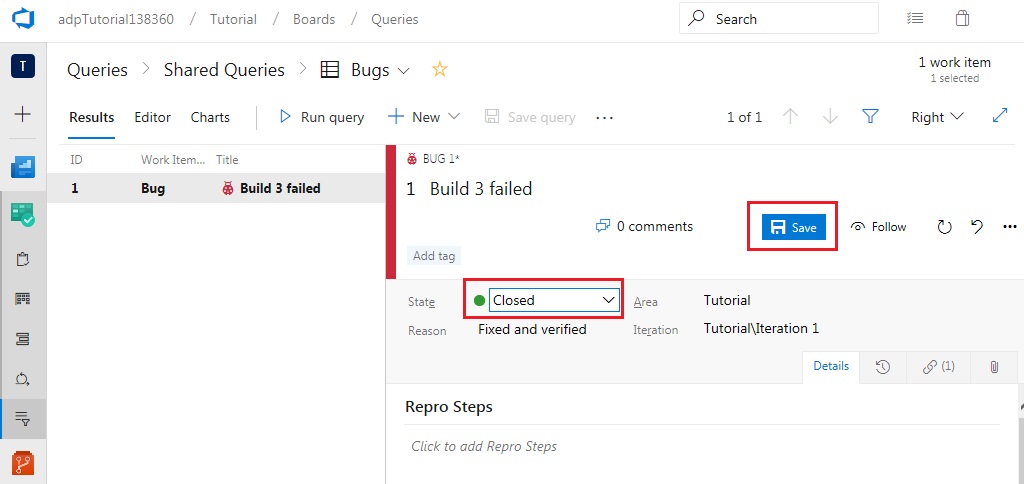 adpTutorial138360 / Tutorial / Boards / Queries
Search
T
Queries > Shared Queries > Bugs
1 work item
1 selected
Results Editor Charts Run query New Save query ... 1 of 1 Right
ID Work Item... Title
1 Bug Build 3 failed
BUG 1*
1 Build 3 failed
0 comments Save Follow ...
Add tag
State Closed Area Tutorial
Reason Fixed and verified Iteration Tutorial\Iteration 1
Details (1)
Repro Steps
Click to add Repro Steps